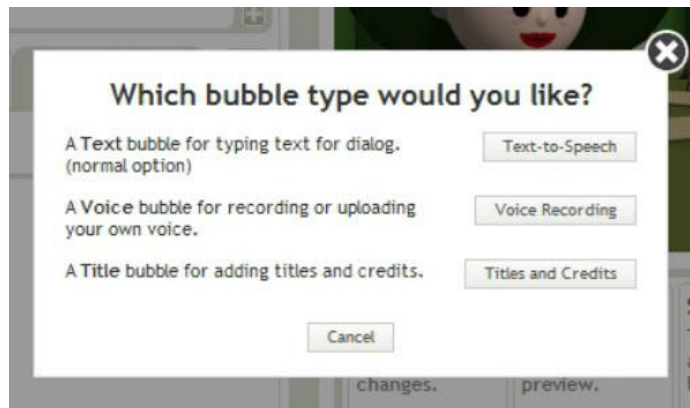 Which bubble type would you like?
A Text bubble for typing text for dialog.
(normal option)
Text-to-Speech
A Voice bubble for recording or uploading
your own voice.
Voice Recording
A Title bubble for adding titles and credits.
Titles and Credits
Cancel
changes.
preview.